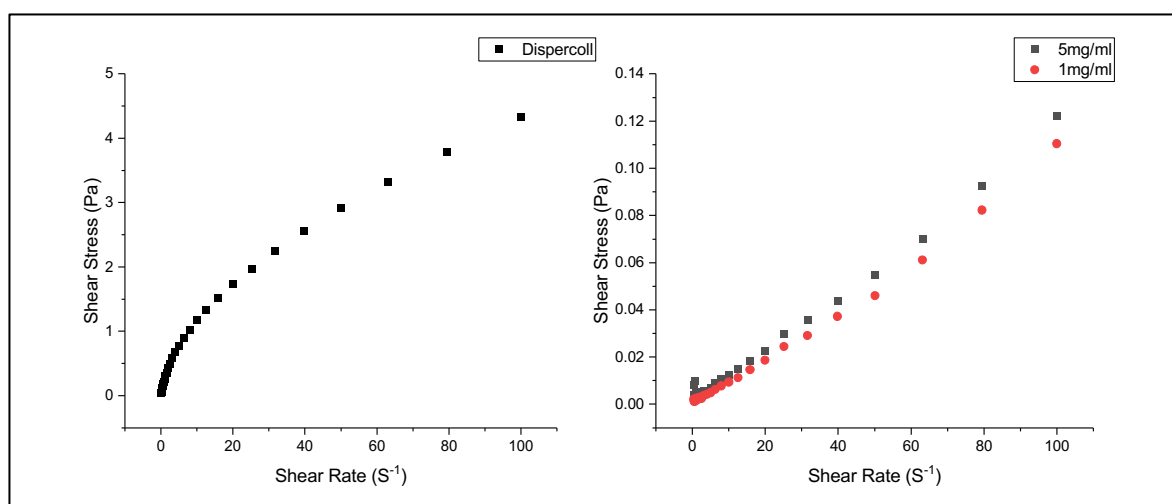 Dispercoll
5
4
3
2
1
0
0 20 40 60 80 100
Shear Stress (Pa)
Shear Rate (S⁻¹)
5mg/ml
1mg/ml
0.14
0.12
0.10
0.08
0.06
0.04
0.02
0.00
0 20 40 60 80 100
Shear Stress (Pa)
Shear Rate (S⁻¹)